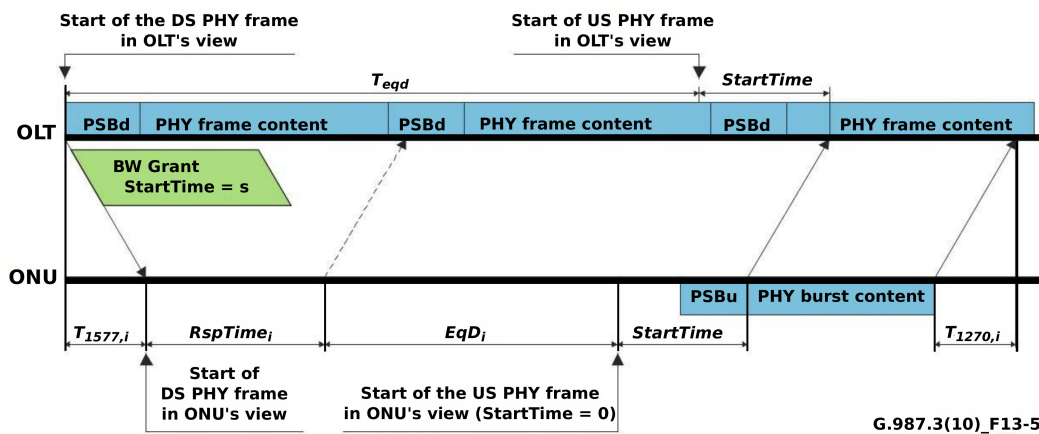 Start of the DS PHY frame
in OLT's view
Start of US PHY frame
in OLT's view
Teqd
StartTime
OLT
PSBd
PHY frame content
PSBd
PHY frame content
PSBd
PHY frame content
BW Grant
StartTime = s
ONU
PSBu
PHY burst content
T1577,i
RspTimei
EqDi
StartTime
T1270,i
Start of
DS PHY frame
in ONU's view
Start of the US PHY frame
in ONU's view (StartTime = 0)
G.987.3(10)_F13-5